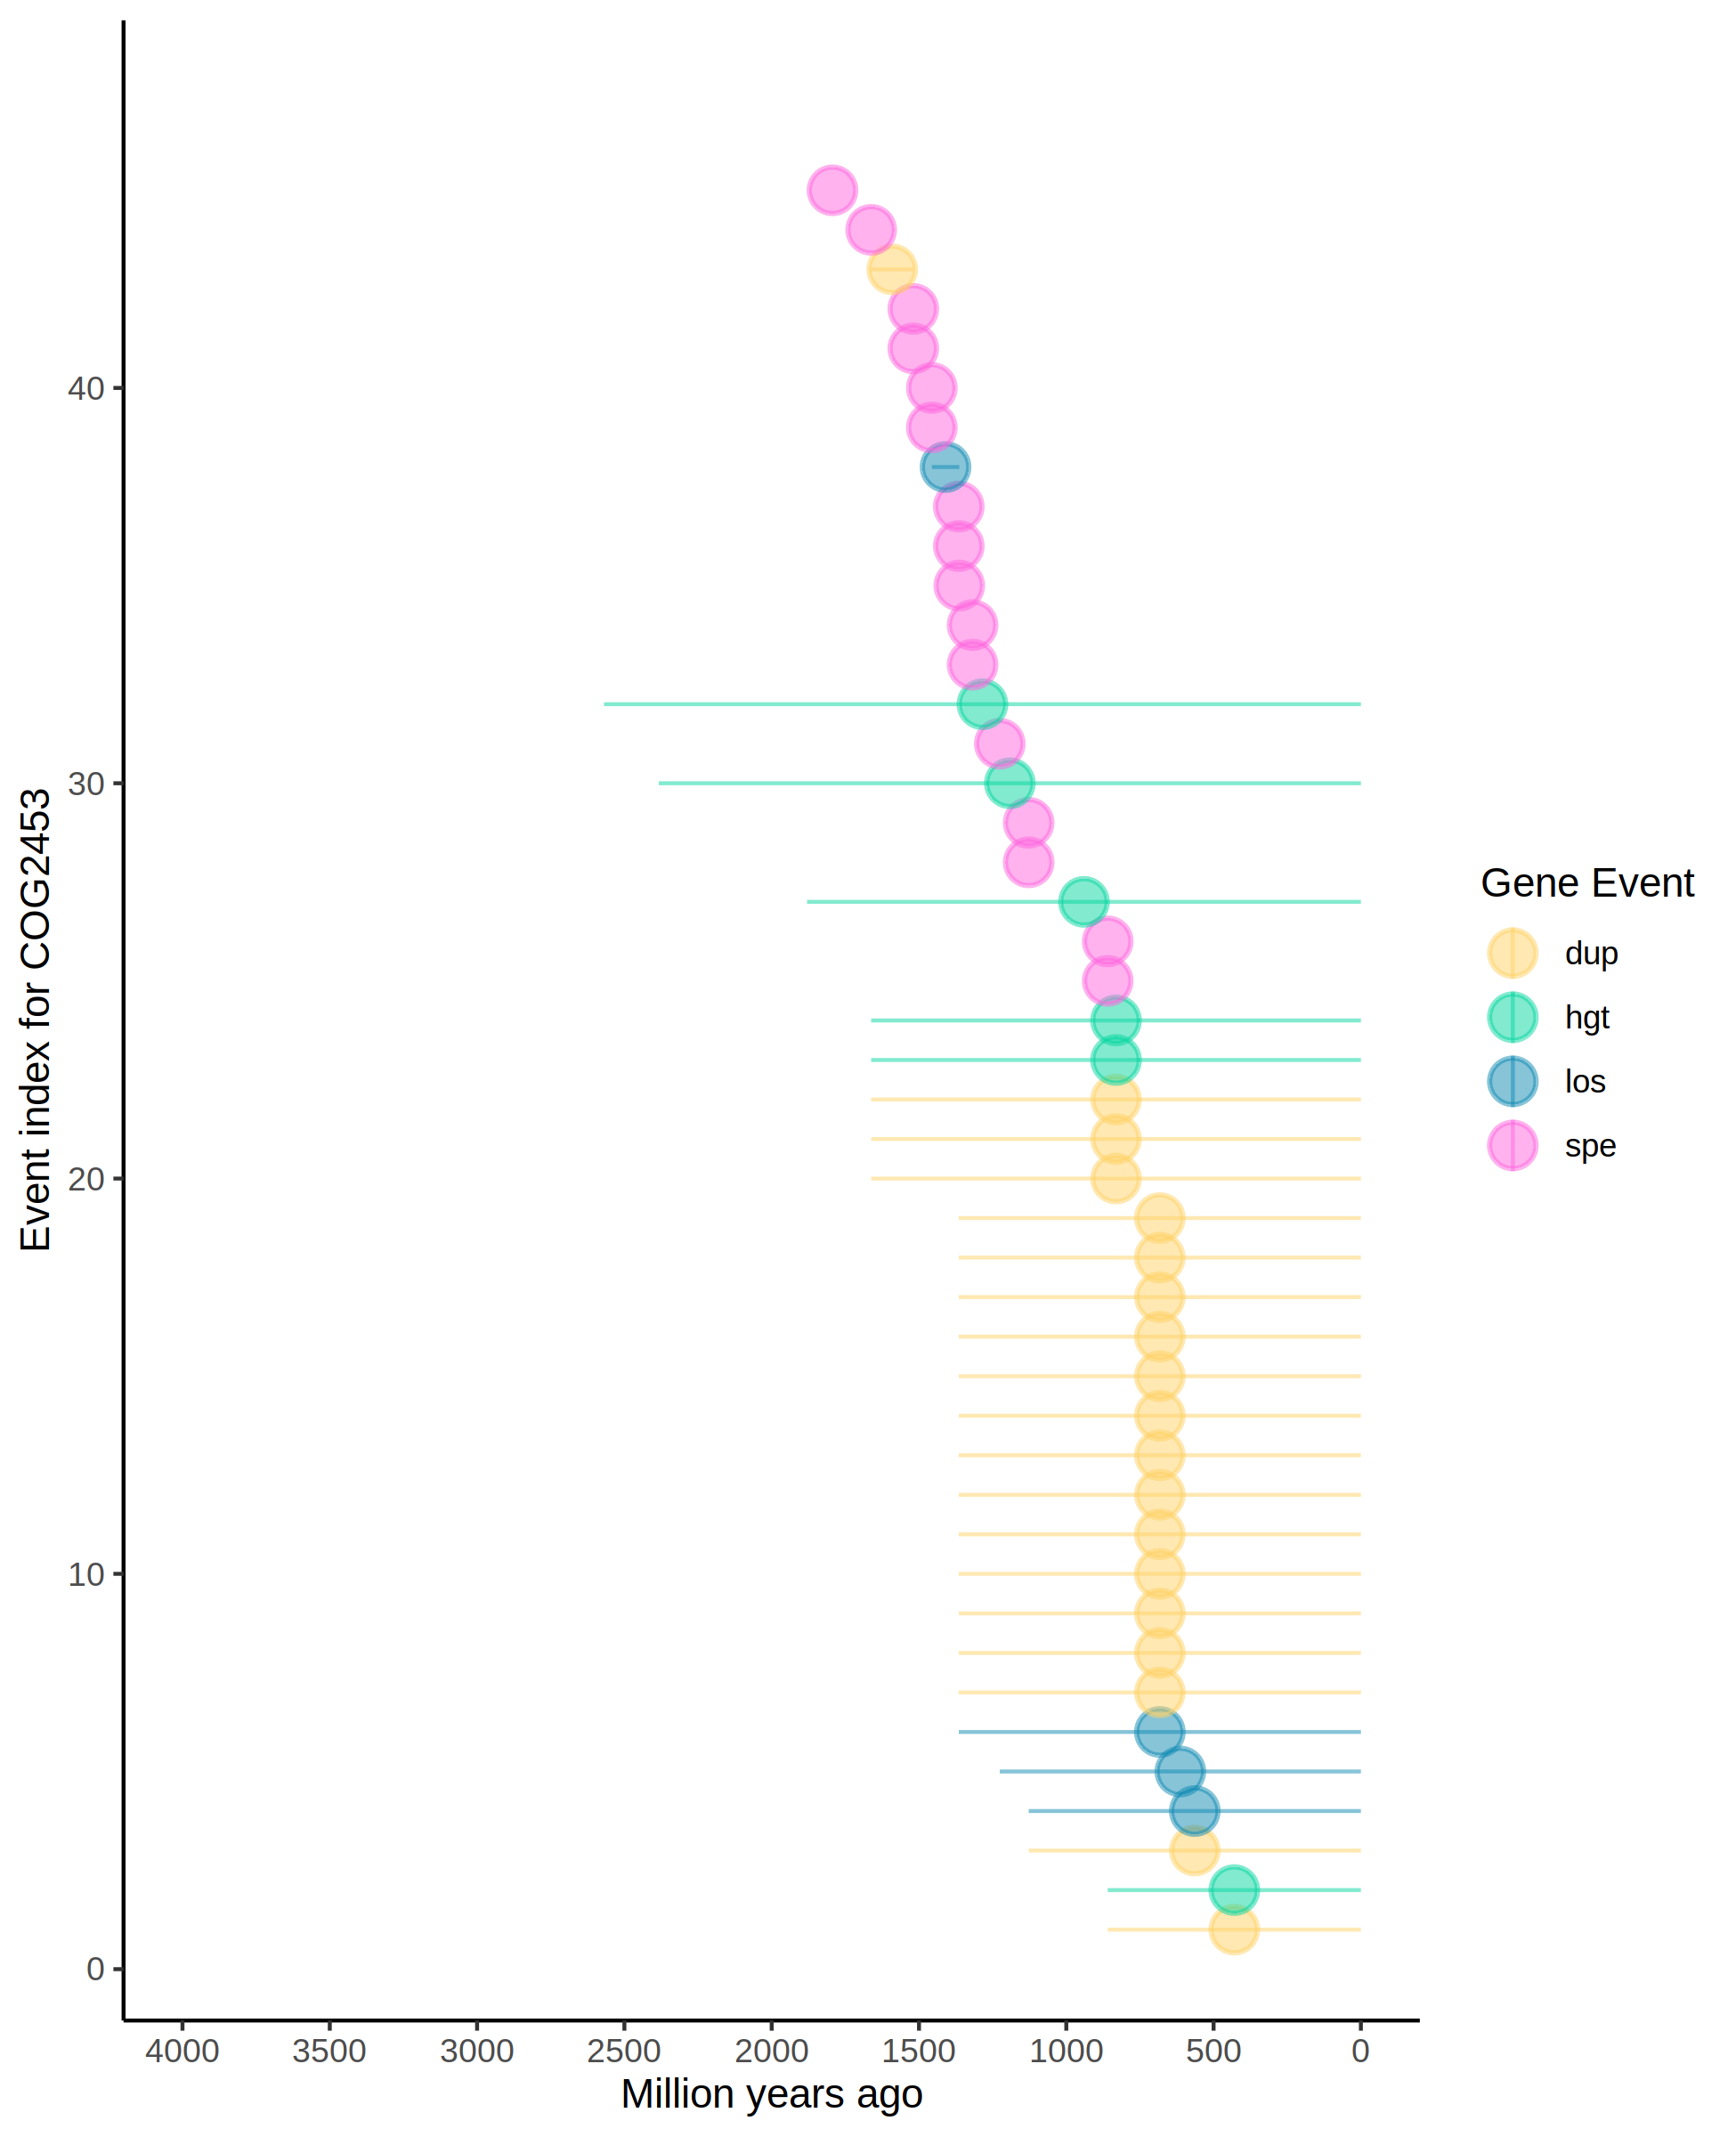 Event index for COG2453
40
30
20
10
0
4000 3500 3000 2500 2000 1500 1000 500 0
Million years ago
Gene Event
dup
hgt
los
spe